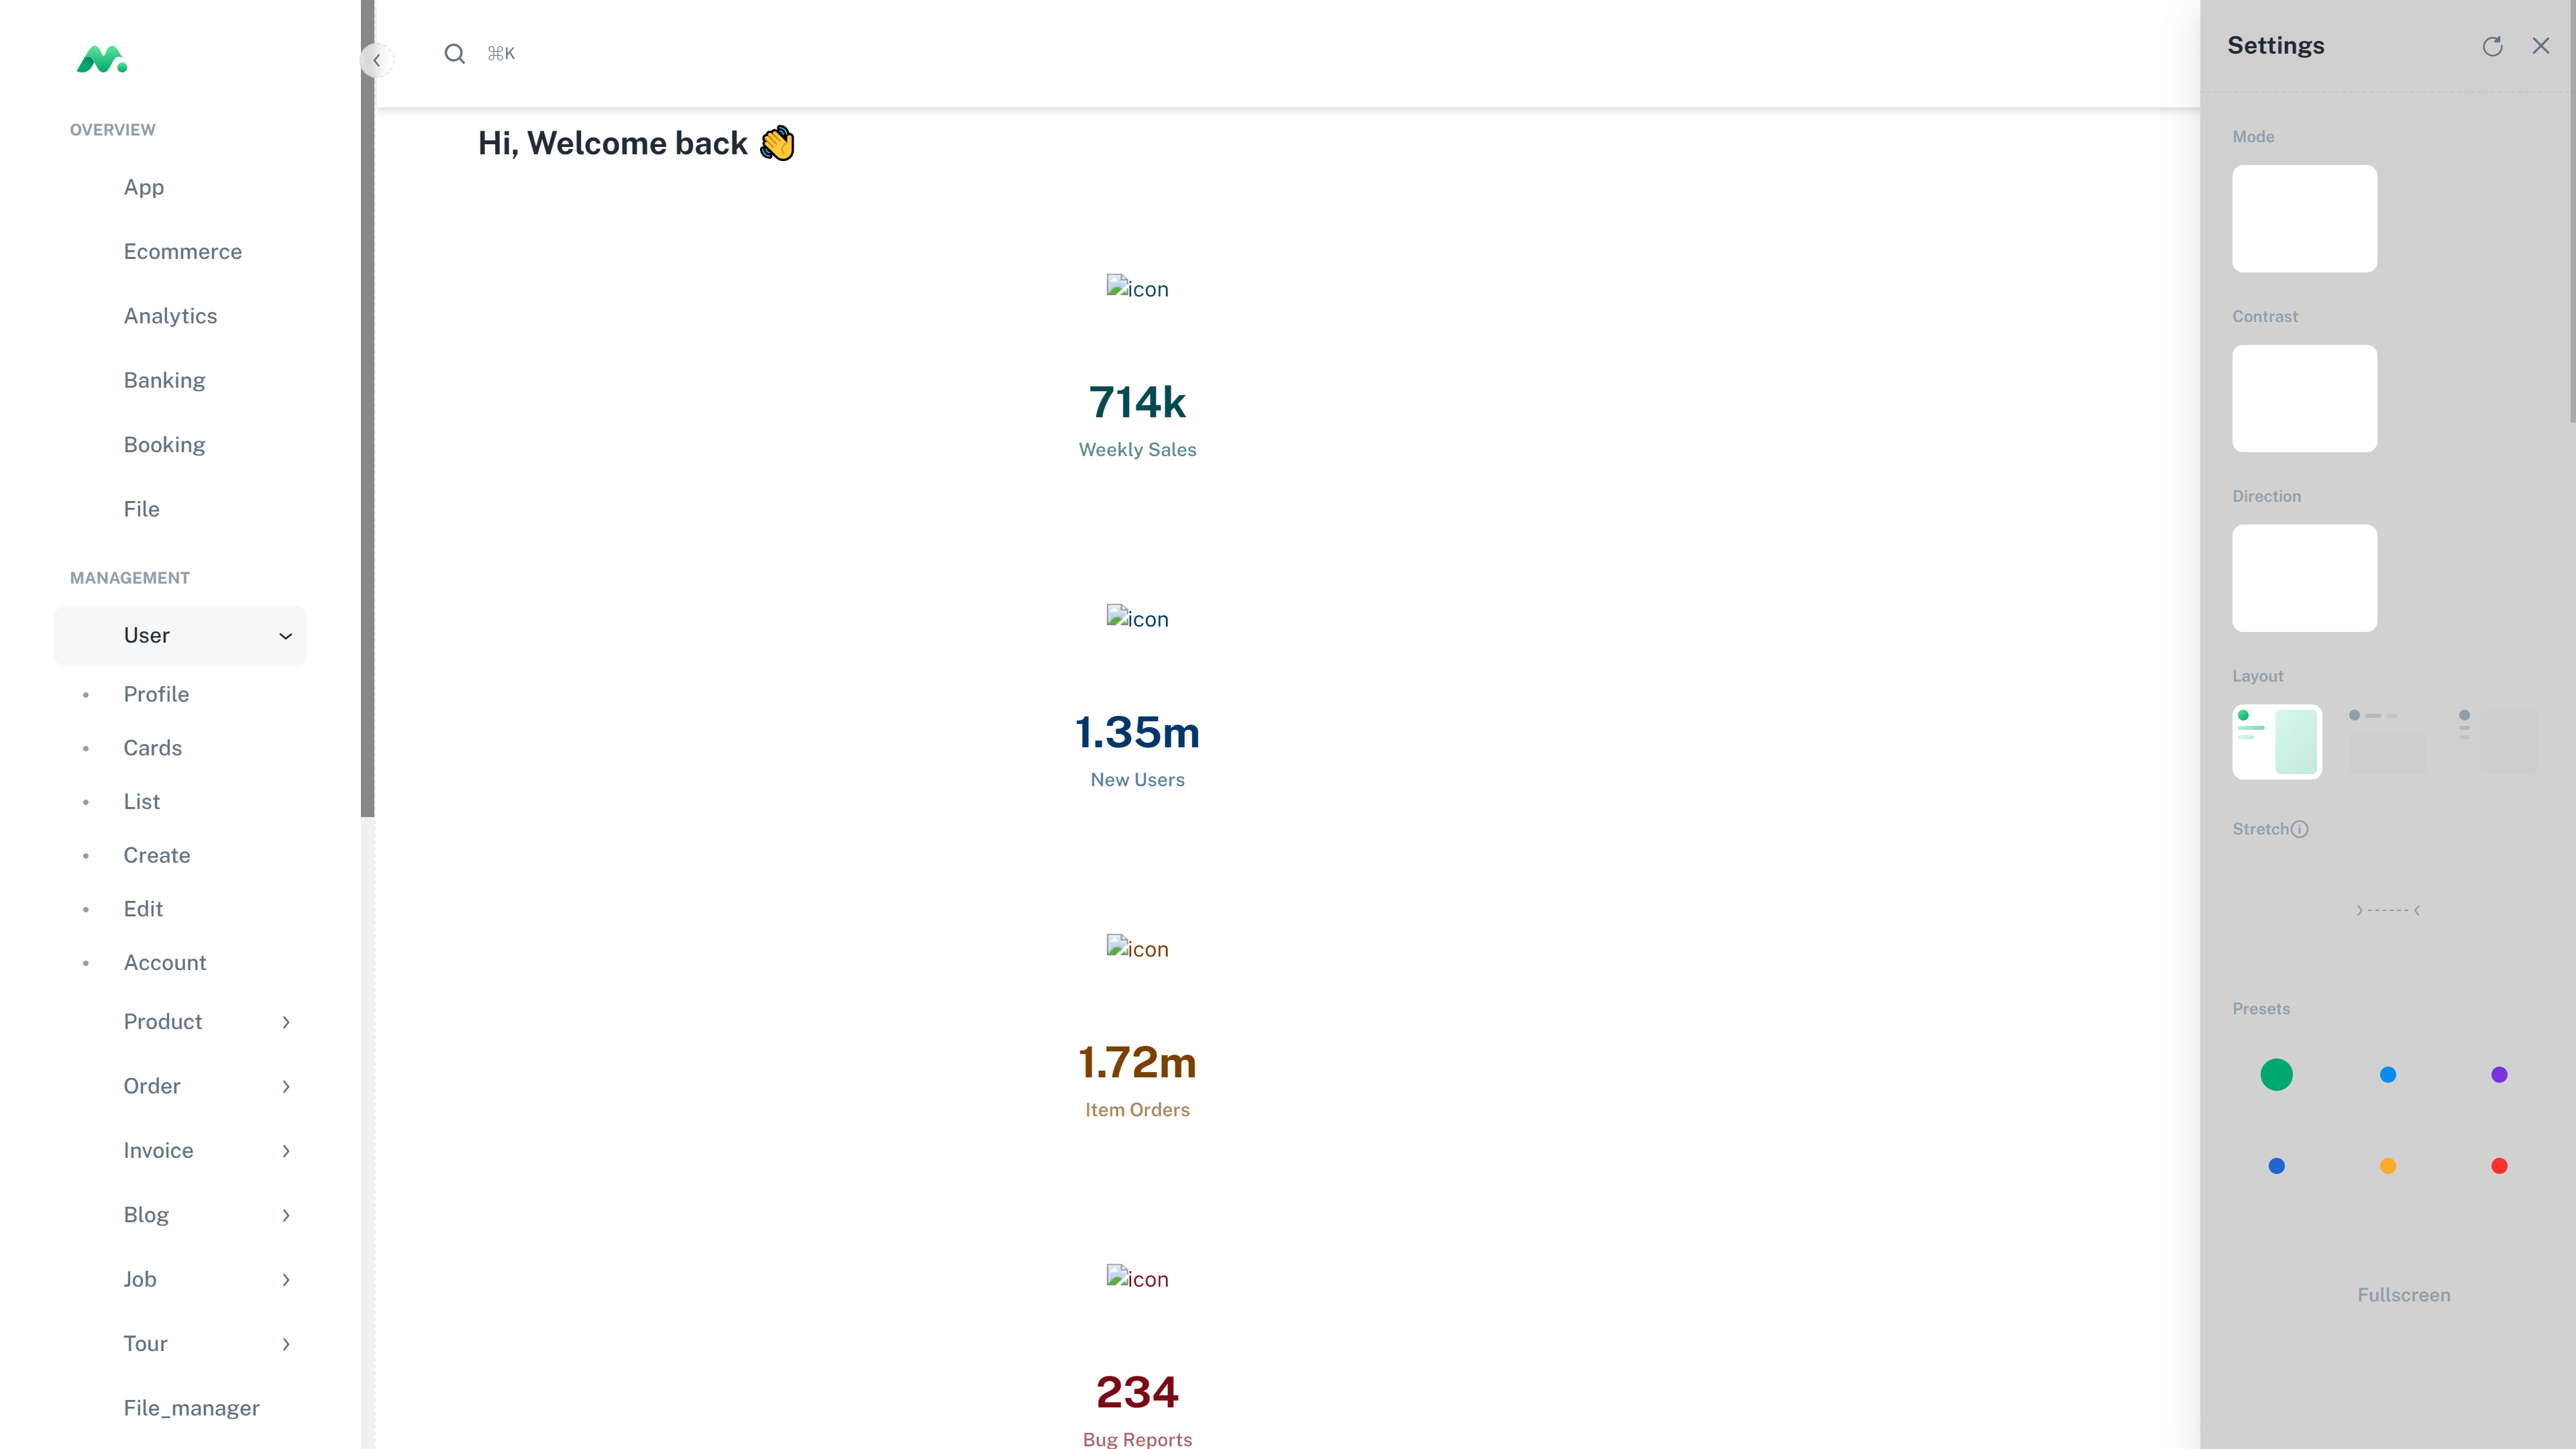 OVERVIEW
App
Ecommerce
Analytics
Banking
Booking
File
MANAGEMENT
User
Profile
Cards
List
Create
Edit
Account
Product
Order
Invoice
Blog
Job
Tour
File_manager
⌘K
Hi, Welcome back 👋
icon
714k
Weekly Sales
icon
1.35m
New Users
icon
1.72m
Item Orders
icon
234
Bug Reports
Settings
Mode
Contrast
Direction
Layout
Stretch
Presets
Fullscreen